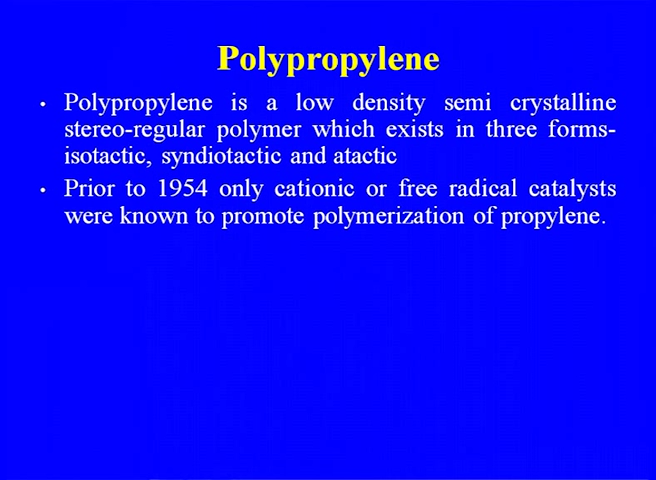 Polypropylene
• Polypropylene is a low density semi crystalline
stereo-regular polymer which exists in three forms-
isotactic, syndiotactic and atactic
• Prior to 1954 only cationic or free radical catalysts
were known to promote polymerization of propylene.